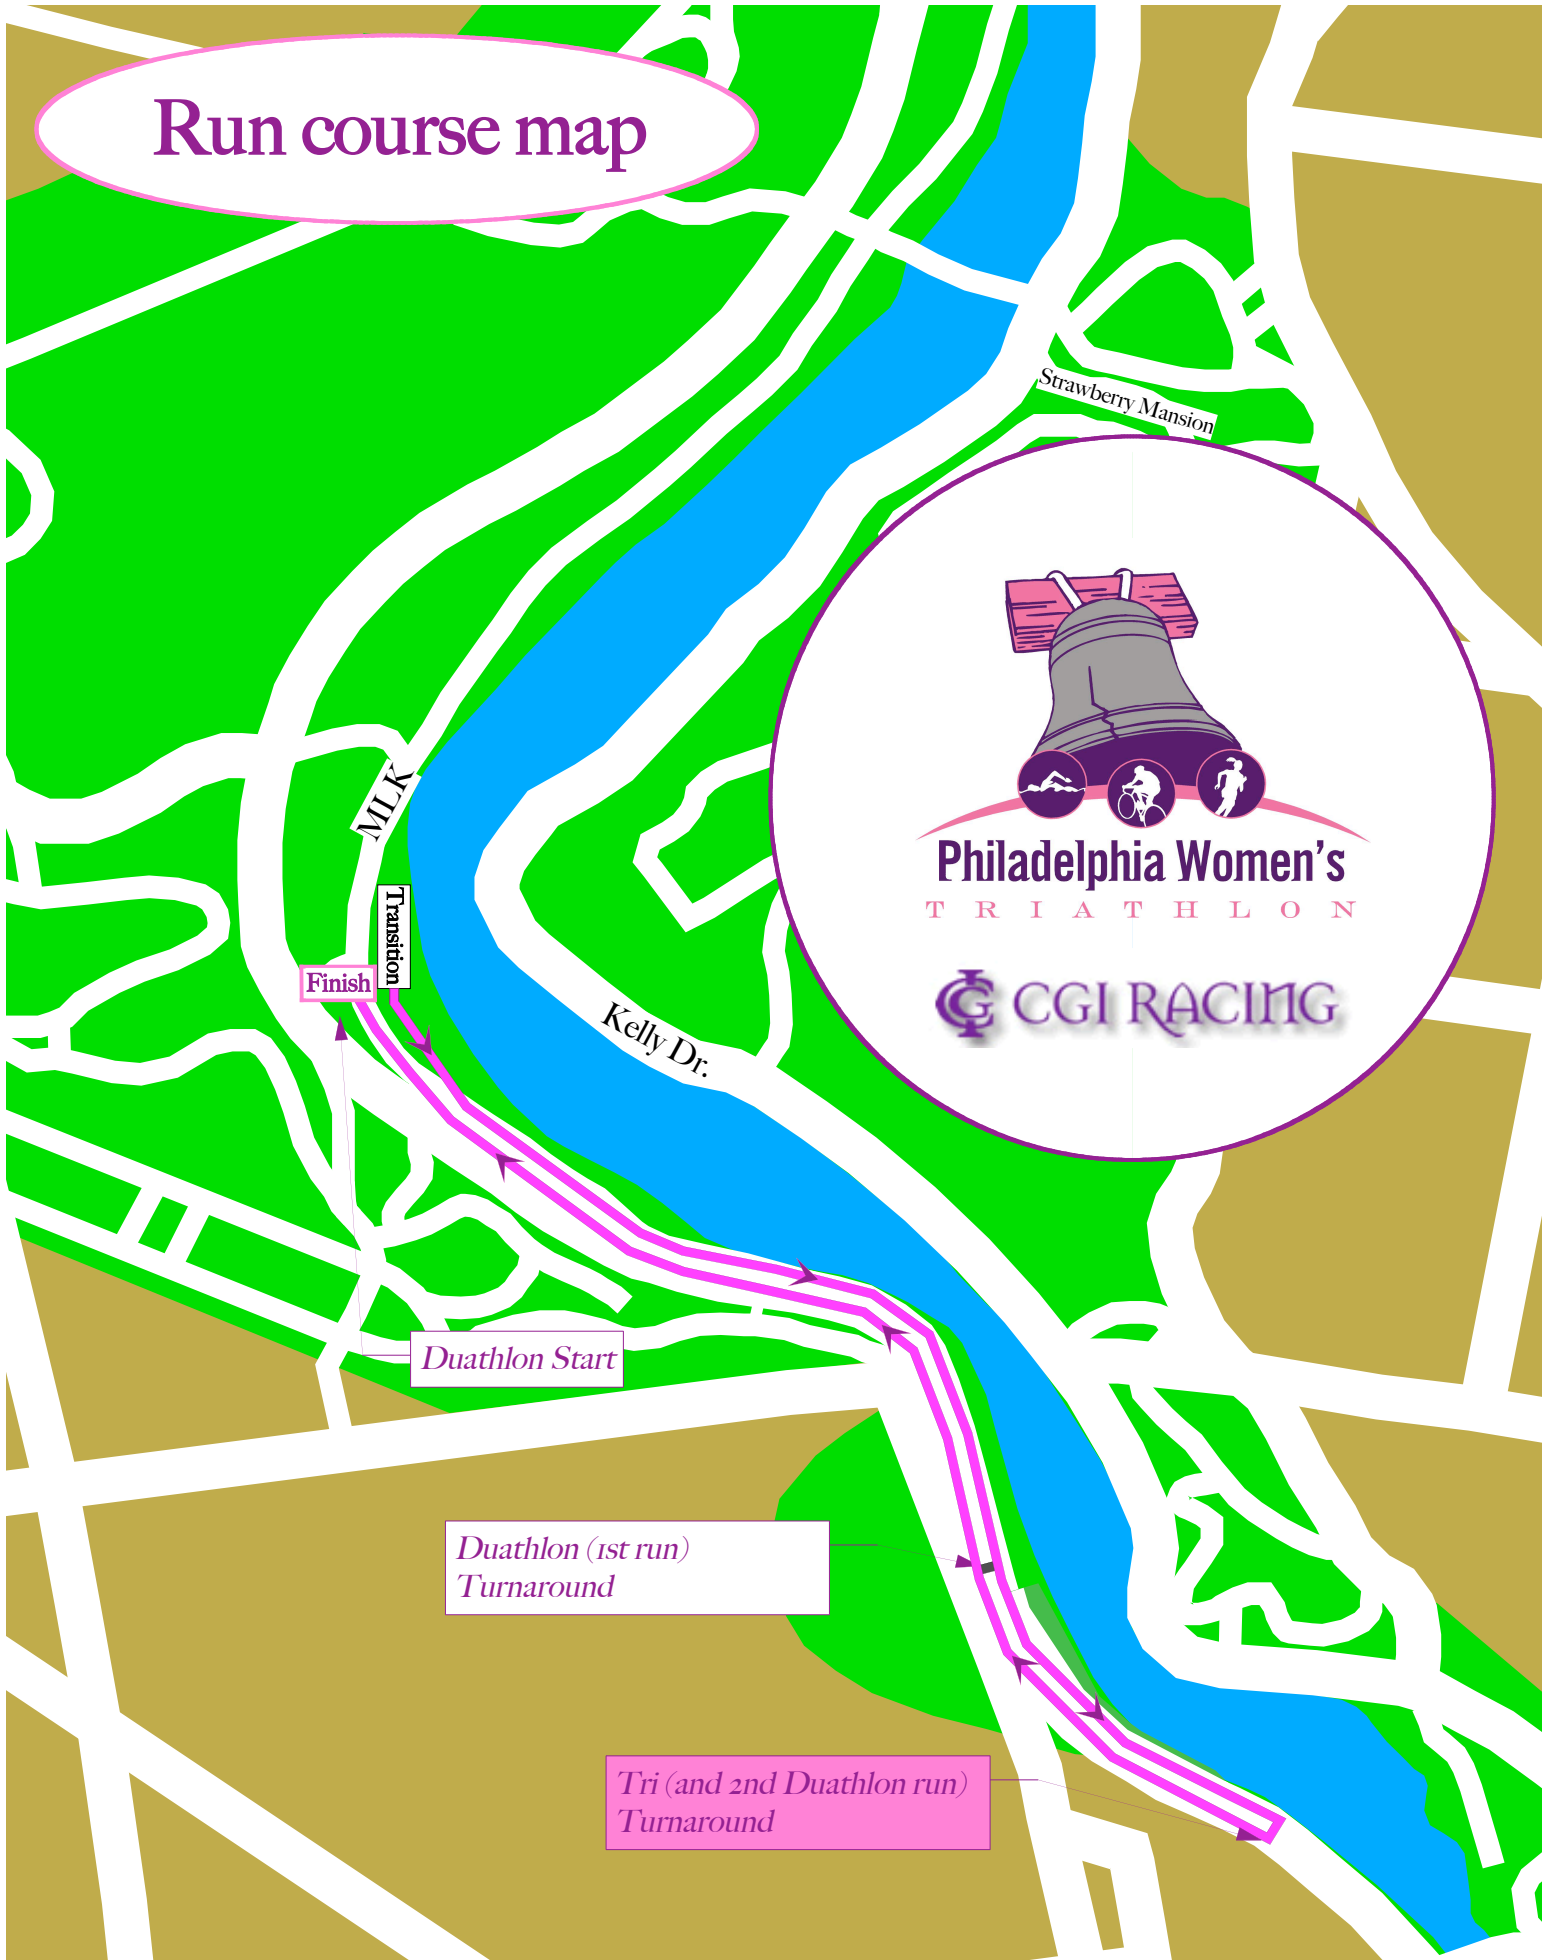 Run course map
Strawberry Mansion
MLK
Philadelphia Women's
TRIATHLON
Transition
Finish
CGI RACING
Kelly Dr.
Duathlon Start
Duathlon (1st run)
Turnaround
Tri (and 2nd Duathlon run)
Turnaround